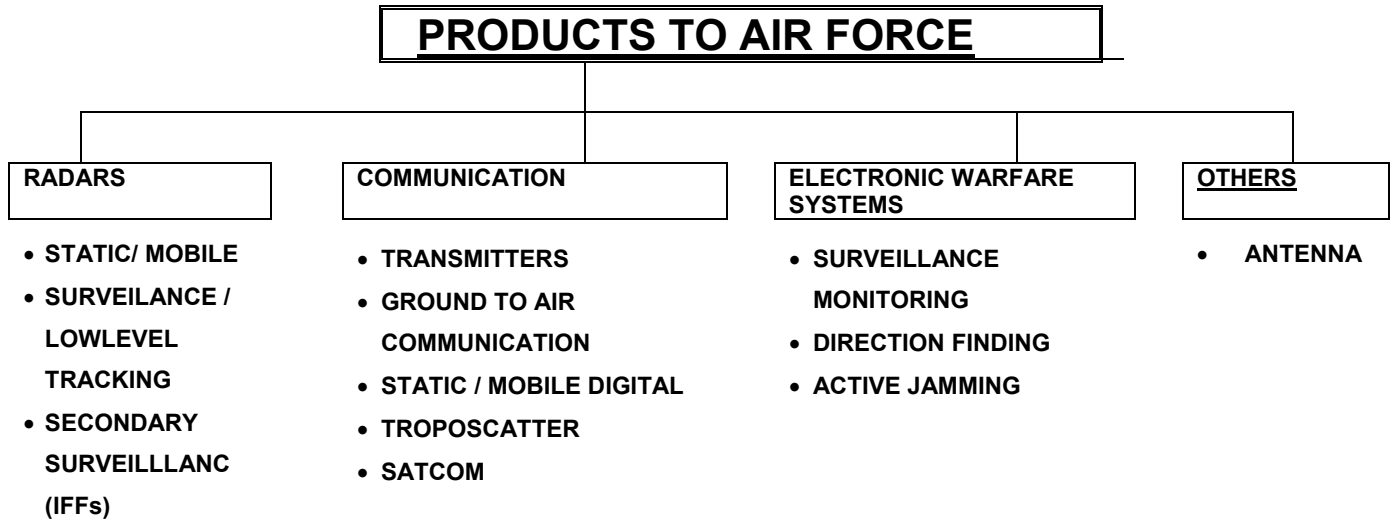 PRODUCTS TO AIR FORCE
RADARS
• STATIC/ MOBILE
• SURVEILANCE /
LOWLEVEL
TRACKING
• SECONDARY
SURVEILLLANC
(IFFs)
COMMUNICATION
• TRANSMITTERS
• GROUND TO AIR
COMMUNICATION
• STATIC / MOBILE DIGITAL
• TROPOSCATTER
• SATCOM
ELECTRONIC WARFARE
SYSTEMS
• SURVEILLANCE
MONITORING
• DIRECTION FINDING
• ACTIVE JAMMING
OTHERS
• ANTENNA